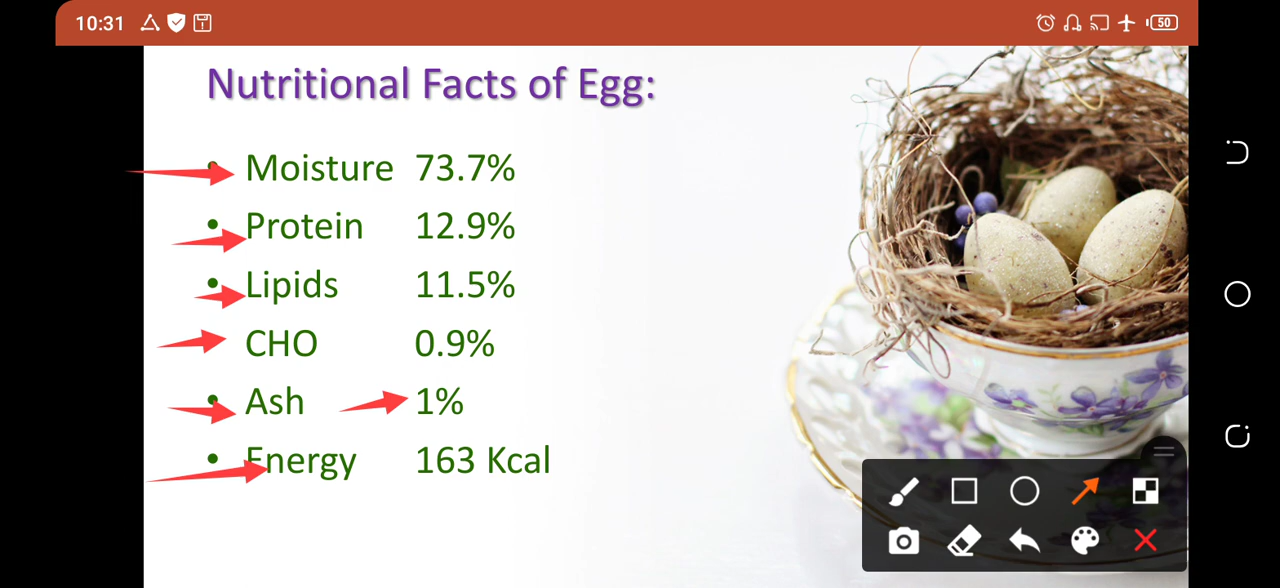 10:31
50
Nutritional Facts of Egg:
• Moisture 73.7%
• Protein 12.9%
• Lipids 11.5%
CHO 0.9%
• Ash 1%
• Energy 163 Kcal